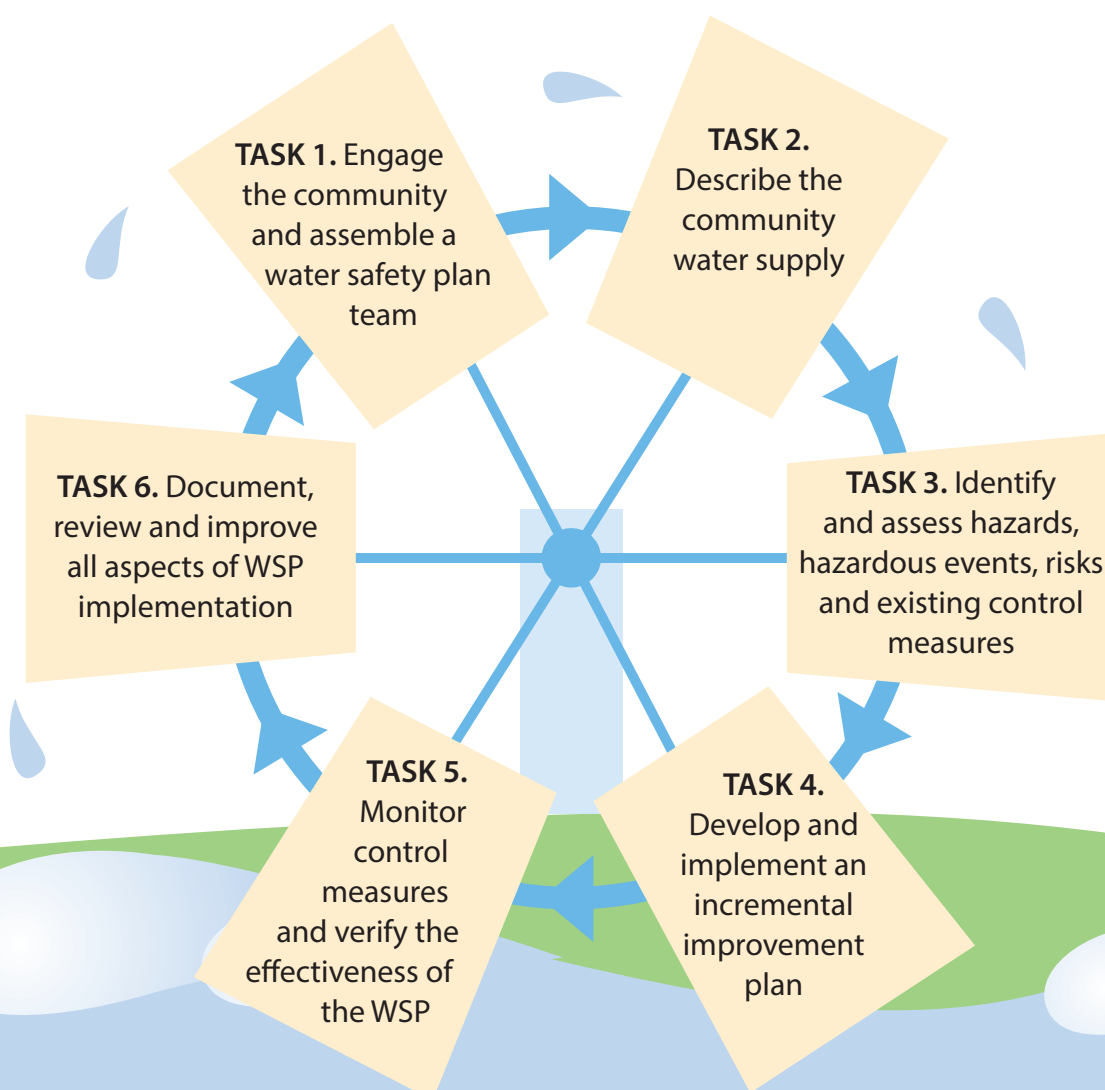 TASK 1. Engage
the community
and assemble a
water safety plan
team
TASK 2.
Describe the
community
water supply
TASK 3. Identify
and assess hazards,
hazardous events, risks
and existing control
measures
TASK 4.
Develop and
implement an
incremental
improvement
plan
TASK 5.
Monitor
control
measures
and verify the
effectiveness of
the WSP
TASK 6. Document,
review and improve
all aspects of WSP
implementation